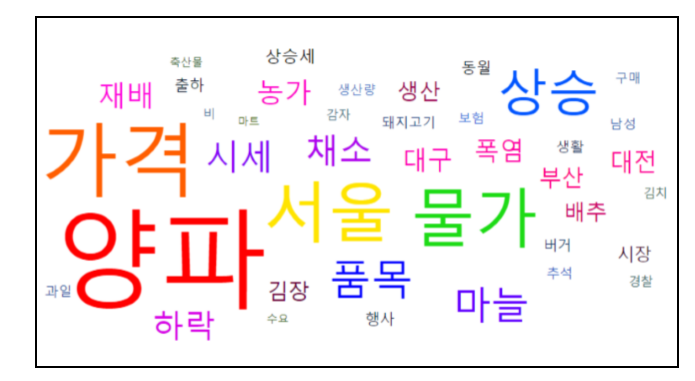 축산물
상승세
동월
상승
구매
재배
출하
농가
생산량
생산
비
마트
감자
돼지고기
보험
남성
가격
시세
채소
대구
폭염
생활
대전
부산
김치
양파
서울
물가
배추
버거
시장
과일
김장
품목
마늘
추석
경찰
하락
수요
행사